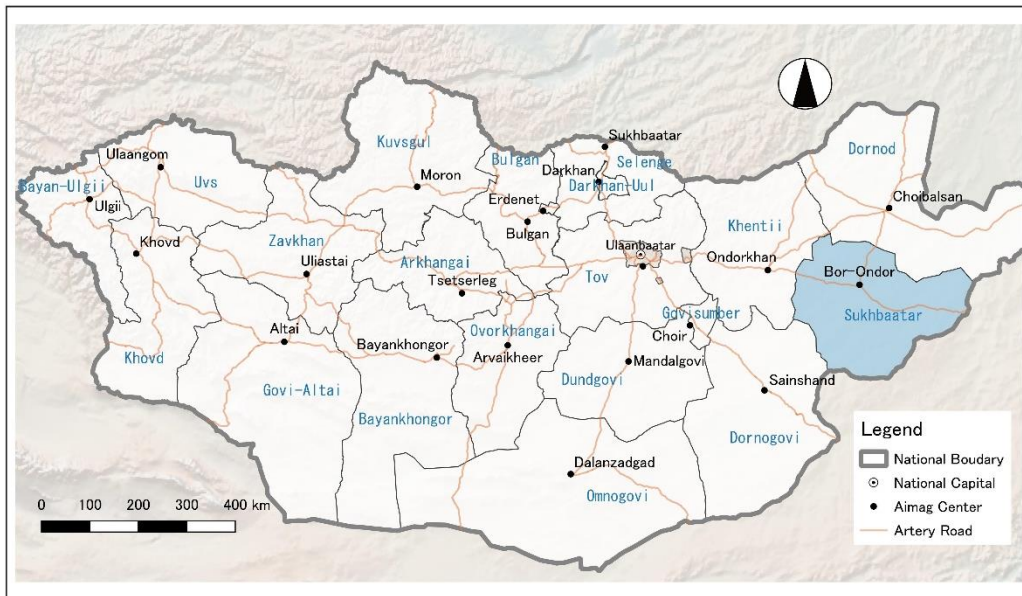 Sukhbaatar
Kuvsgul
Bulgan
Selenge
Dornod
Ulaangom
Darkhan
Bayan-Ulgii
Uvs
Moron
Darkhan-Uul
Ulgii
Erdenet
Choibalsan
Khovd
Zavkhan
Bulgan
Khentii
Ulaanbaatar
Uliastai
Arkhangai
Ondorkhan
Bor-Ondor
Tsetserleg
Tov
Govisumber
Sukhbaatar
Altai
Ovorkhangai
Choir
Khovd
Bayankhongor
Arvaikheer
Mandalgovi
Govi-Altai
Dundgovi
Sainshand
Bayankhongor
Dornogovi
Dalanzadgad
Omnogovi
Legend
National Boudary
National Capital
Aimag Center
Artery Road
0 100 200 300 400 km